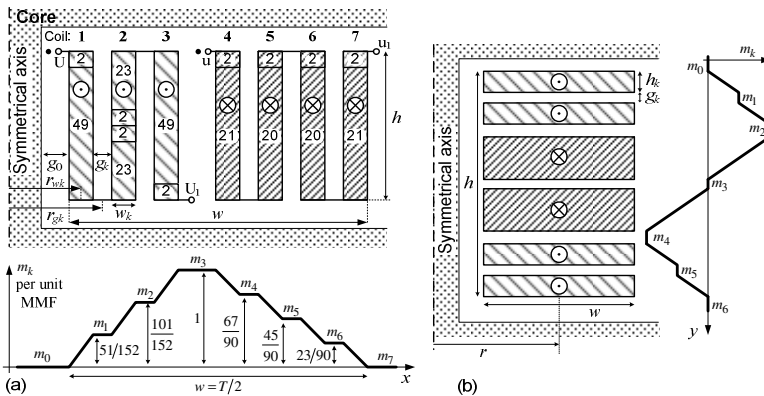 Core
Coil: 1 2 3 4 5 6 7
U 2 23 2 u 2 2 2 2 u₁
49 49 21 20 20 21 h
2
2
23 2 U₁
Symmetrical axis
g₀ gₖ
r_wk
r_gk wₖ w
mₖ
per unit
MMF
m₀ m₁ m₂ m₃ m₄ m₅ m₆ m₇
51/152 101/152 1 67/90 45/90 23/90
x
w = T/2
(a)
Symmetrical axis
h
hₖ
gₖ
w
r
(b)
mₖ
m₀
m₁
m₂
m₃
m₄
m₅
m₆
y